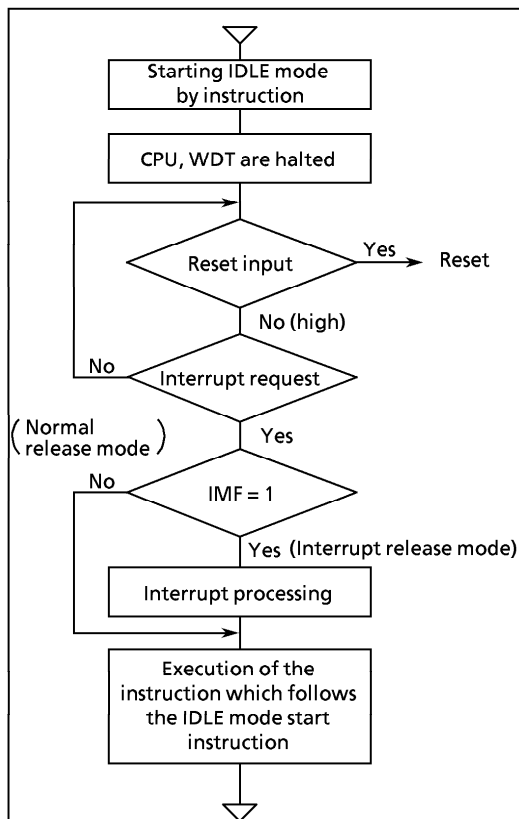 Starting IDLE mode
by instruction
CPU, WDT are halted
Reset input
Yes
Reset
No (high)
No
Interrupt request
(Normal
release mode)
Yes
No
IMF = 1
Yes (Interrupt release mode)
Interrupt processing
Execution of the
instruction which follows
the IDLE mode start
instruction